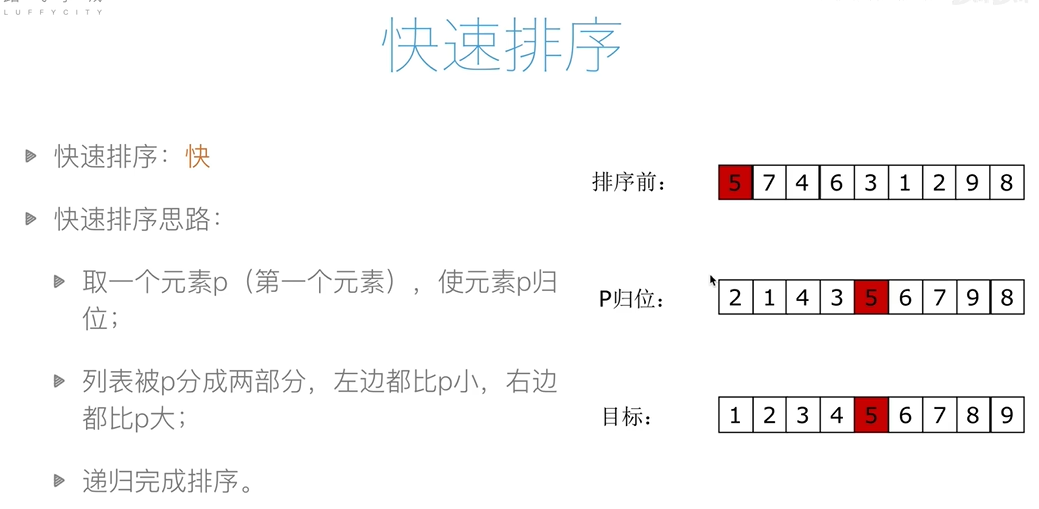 LUFFYCITY
快速排序
快速排序：快
快速排序思路：
取一个元素p（第一个元素），使元素p归
位；
列表被p分成两部分，左边都比p小，右边
都比p大；
递归完成排序。
排序前：
5 7 4 6 3 1 2 9 8
P归位：
2 1 4 3 5 6 7 9 8
目标：
1 2 3 4 5 6 7 8 9